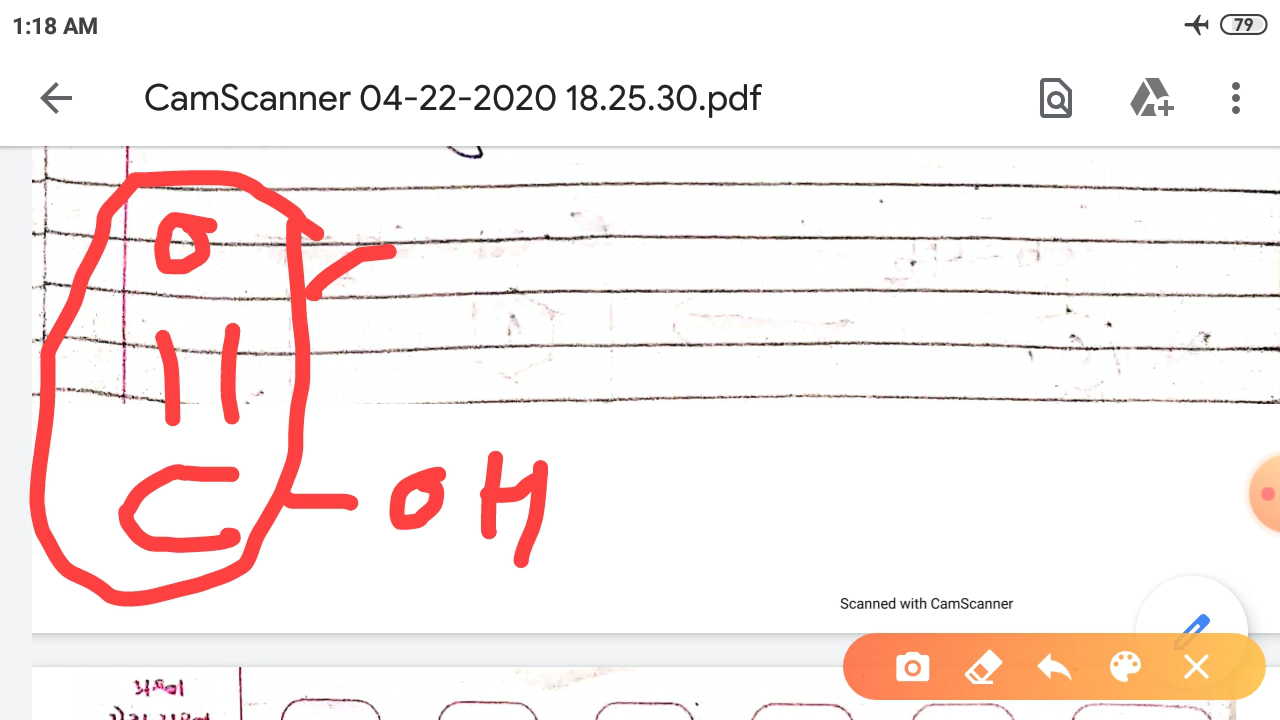 1:18 AM
79
CamScanner 04-22-2020 18.25.30.pdf
O
||
C - OH
Scanned with CamScanner